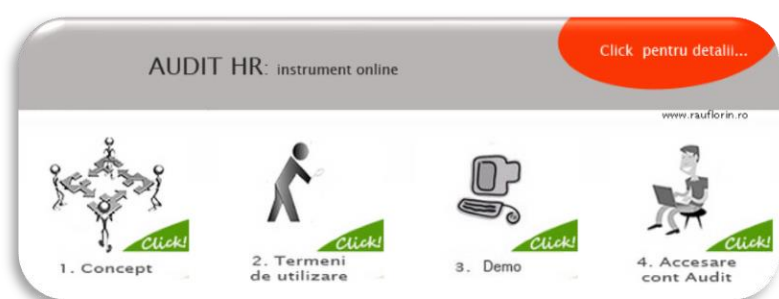 AUDIT HR: instrument online
Click pentru detalii...
www.rauflorin.ro
Click!
1. Concept
Click!
2. Termeni
de utilizare
Click!
3. Demo
Click!
4. Accesare
cont Audit